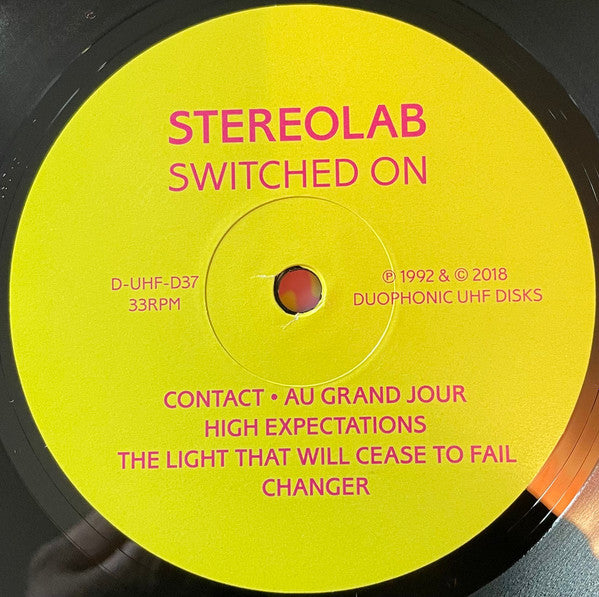 STEREOLAB
SWITCHED ON
D-UHF-D37
33RPM
℗ 1992 & © 2018
DUOPHONIC UHF DISKS
CONTACT • AU GRAND JOUR
HIGH EXPECTATIONS
THE LIGHT THAT WILL CEASE TO FAIL
CHANGER